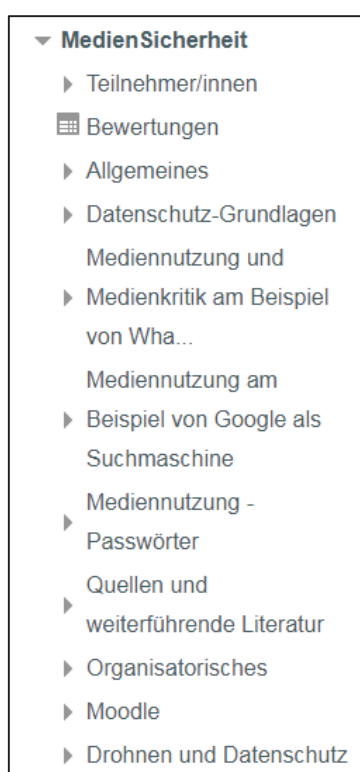 MedienSicherheit
Teilnehmer/innen
Bewertungen
Allgemeines
Datenschutz-Grundlagen
Mediennutzung und
Medienkritik am Beispiel
von Wha...
Mediennutzung am
Beispiel von Google als
Suchmaschine
Mediennutzung -
Passwörter
Quellen und
weiterführende Literatur
Organisatorisches
Moodle
Drohnen und Datenschutz